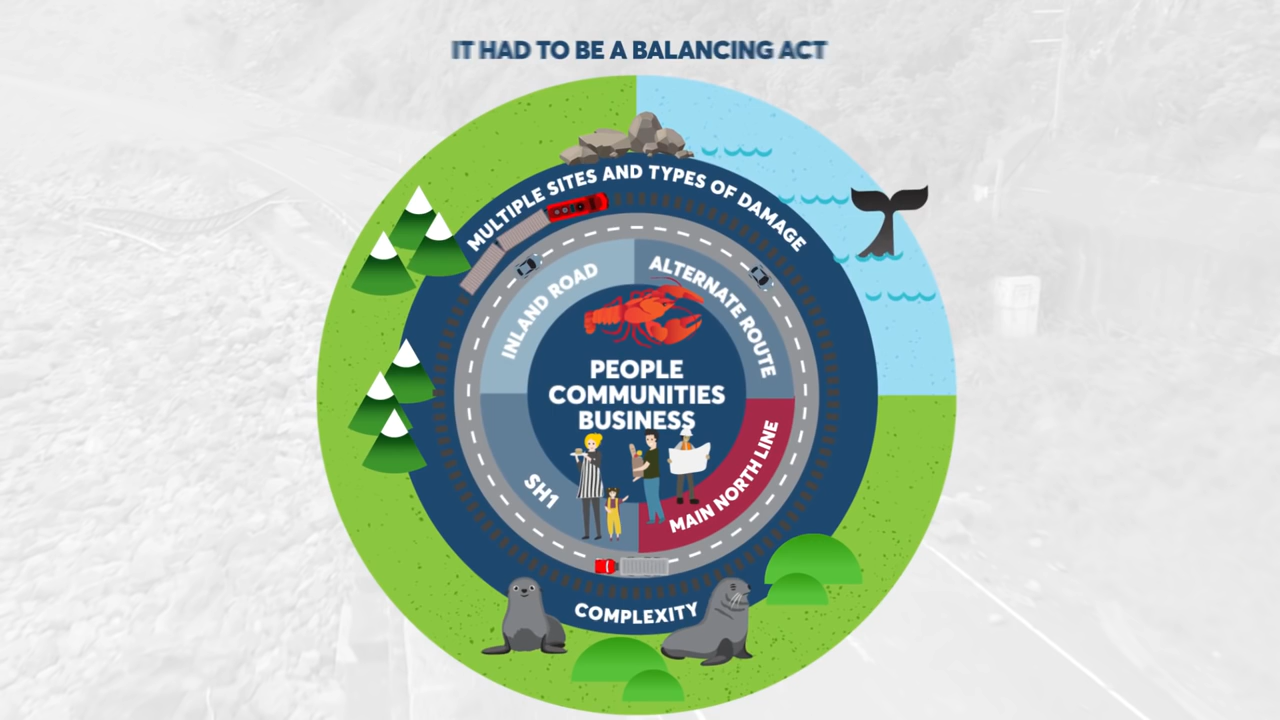 IT HAD TO BE A BALANCING ACT
MULTIPLE SITES AND TYPES OF DAMAGE
INLAND ROAD
ALTERNATE ROUTE
PEOPLE
COMMUNITIES
BUSINESS
SH1
MAIN NORTH LINE
COMPLEXITY